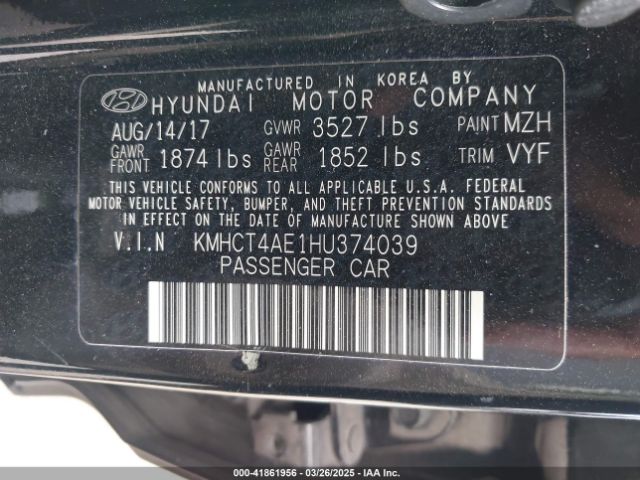 MANUFACTURED IN KOREA BY
HYUNDAI MOTOR COMPANY
AUG/14/17 GVWR 3527 lbs PAINT MZH
GAWR FRONT 1874 lbs GAWR REAR 1852 lbs TRIM VYF
THIS VEHICLE CONFORMS TO ALL APPLICABLE U.S.A. FEDERAL
MOTOR VEHICLE SAFETY, BUMPER, AND THEFT PREVENTION STANDARDS
IN EFFECT ON THE DATE OF MANUFACTURE SHOWN ABOVE.
V.I.N KMHCT4AE1HU374039
PASSENGER CAR
000-41861956 — 03/26/2025 - IAA HOLDINGS, LLC